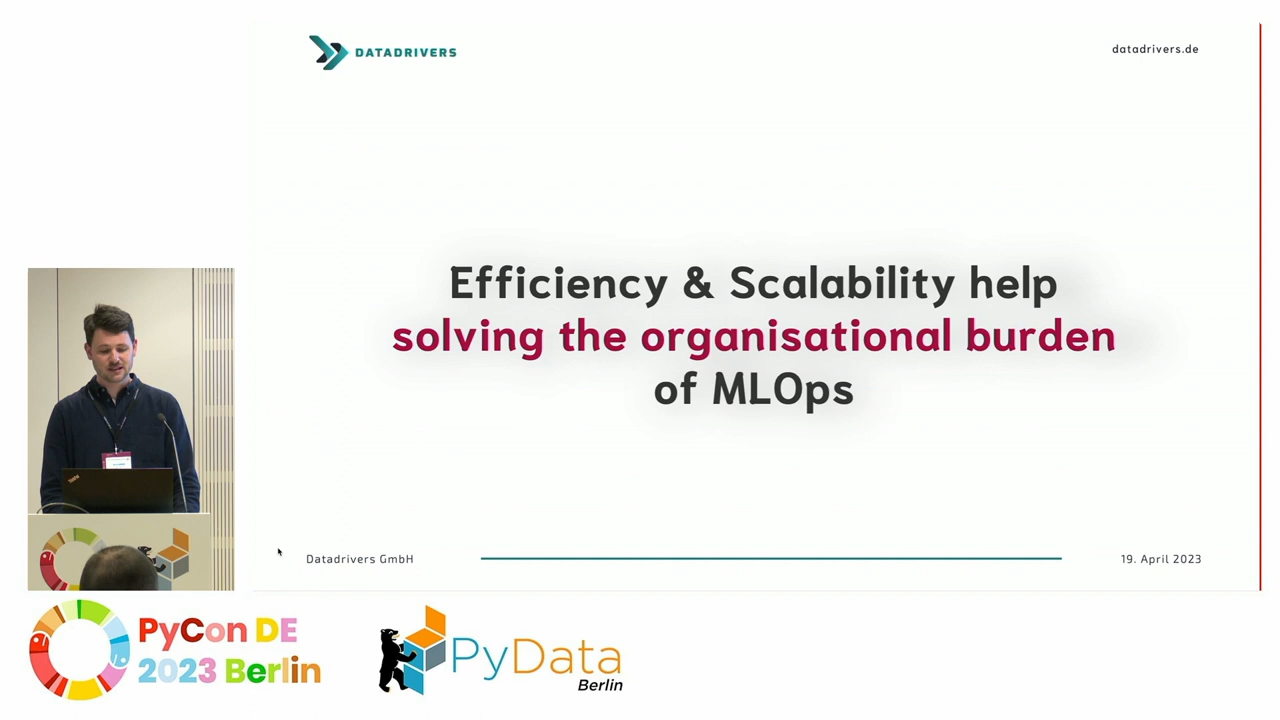 DATADRIVERS
datadrivers.de
Efficiency & Scalability help
solving the organisational burden
of MLOps
Datadrivers GmbH
19. April 2023
PyCon DE
2023 Berlin
PyData
Berlin